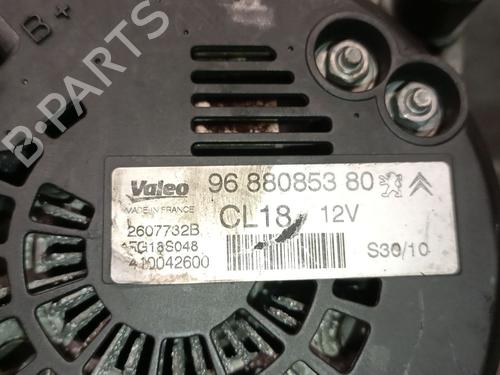 B+
B-PARTS
Valeo
MADE IN FRANCE
96 880853 80
CL18 12V
2607732B
FG18S048
410042600
S30/10